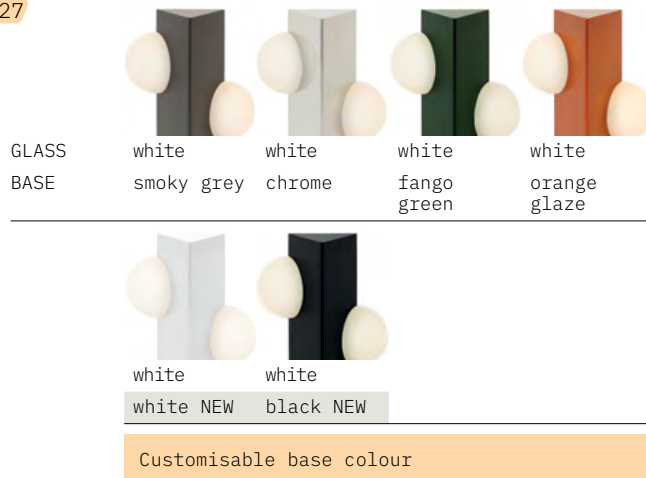 27
GLASS white white white white
BASE smoky grey chrome fango green orange glaze
white white
white NEW black NEW
Customisable base colour